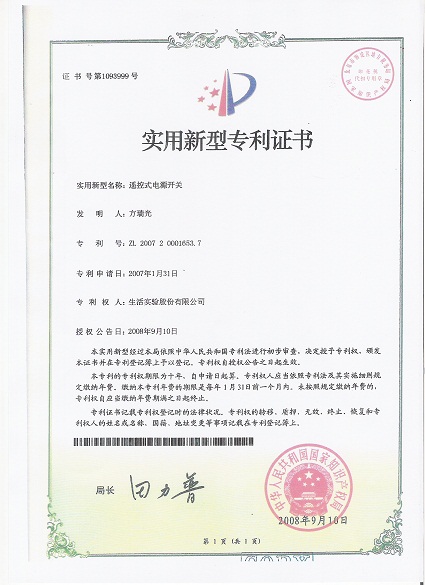 证 书 号第1093999 号
实用新型专利证书
实用新型名称：遥控式电源开关
发 明 人：方瑞光
专 利 号：ZL 2007 2 0001653.7
专 利 申 请 日：2007年1月31日
专 利 权 人：生活实验股份有限公司
授 权 公 告 日：2008年9月10日
本实用新型经过本局依照中华人民共和国专利法进行初步审查，决定授予专利权，颁发
本证书并在专利登记簿上予以登记。专利权自授权公告之日起生效。
本专利的专利权期限为十年，自申请日起算。专利权人应当依照专利法及其实施细则规
定缴纳年费。缴纳本专利年费的期限是每年 1 月 31 日前一个月内。未按照规定缴纳年费的，
专利权自应当缴纳年费期满之日起终止。
专利证书记载专利权登记时的法律状况。专利权的转移、质押、无效、终止、恢复和专
利权人的姓名或名称、国籍、地址变更等事项记载在专利登记簿上。
局长 田力普
中华人民共和国国家知识产权局
2008年9月10日
第 1 页 (共 1 页)